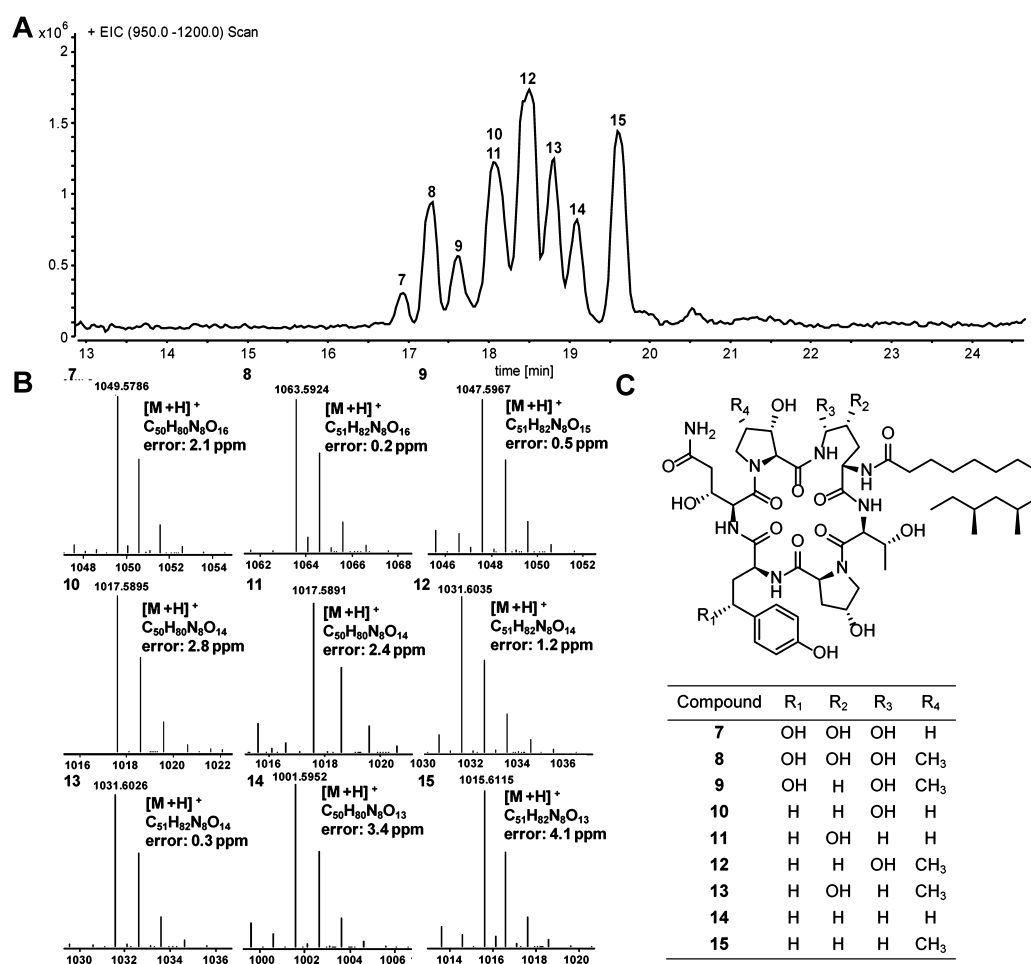 A
x10⁶
+ EIC (950.0 -1200.0) Scan
2
1.5
1
0.5
0
7
8
9
10
11
12
13
14
15
13 14 15 16 17 18 19 20 21 22 23 24
time [min]
B
7
1049.5786
[M +H] +
C₅₀H₈₀N₈O₁₆
error: 2.1 ppm
1048 1050 1052 1054
8
1063.5924
[M +H] +
C₅₁H₈₂N₈O₁₆
error: 0.2 ppm
1062 1064 1066 1068
9
1047.5967
[M +H] +
C₅₁H₈₂N₈O₁₅
error: 0.5 ppm
1046 1048 1050 1052
10
1017.5895
[M +H] +
C₅₀H₈₀N₈O₁₄
error: 2.8 ppm
1016 1018 1020 1022
11
1017.5891
[M +H] +
C₅₀H₈₀N₈O₁₄
error: 2.4 ppm
1016 1018 1020
12
1031.6035
[M +H] +
C₅₁H₈₂N₈O₁₄
error: 1.2 ppm
1030 1032 1034 1036
13
1031.6026
[M +H] +
C₅₁H₈₂N₈O₁₄
error: 0.3 ppm
1030 1032 1034 1036
14
1001.5952
[M +H] +
C₅₀H₈₀N₈O₁₃
error: 3.4 ppm
1000 1002 1004 1006
15
1015.6115
[M +H] +
C₅₁H₈₂N₈O₁₃
error: 4.1 ppm
1014 1016 1018 1020
C
R₄ OH R₃ R₂
NH₂
O
NH
O
N
O
N
H
O
O
NH
HO
O
HN
O
O
O
OH
N
N
H
R₁
OH
OH
Compound R₁ R₂ R₃ R₄
7 OH OH OH H
8 OH OH OH CH₃
9 OH H OH CH₃
10 H H OH H
11 H OH H H
12 H H OH CH₃
13 H OH H CH₃
14 H H H H
15 H H H CH₃